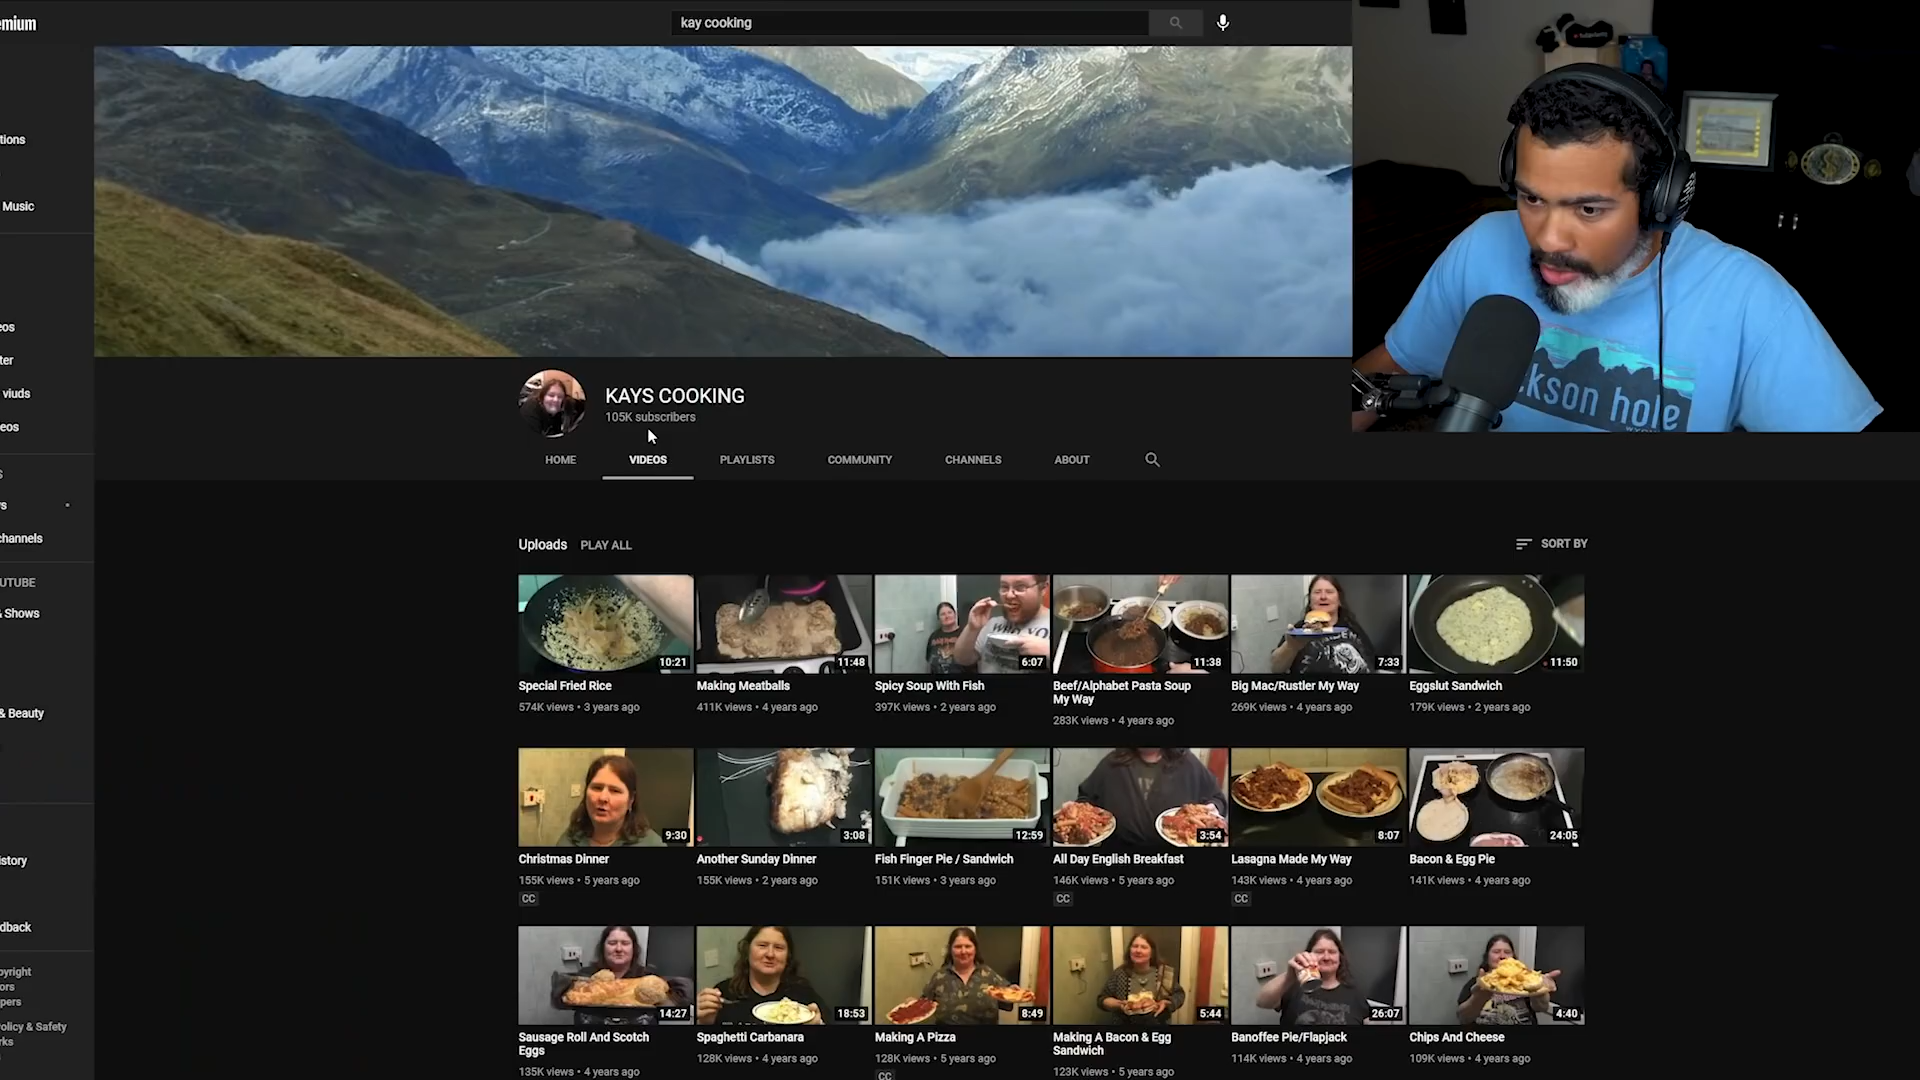 emium
kay cooking
tions
Music
eos
ter
viuds
eos
S
ys
channels
UTUBE
& Shows
& Beauty
istory
dback
pyright
ors
opers
olicy & Safety
rks
KAYS COOKING
105K subscribers
HOME VIDEOS PLAYLISTS COMMUNITY CHANNELS ABOUT
Uploads PLAY ALL SORT BY
10:21 11:48 6:07 11:38 7:33 11:50
Special Fried Rice
574K views • 3 years ago
Making Meatballs
411K views • 4 years ago
Spicy Soup With Fish
397K views • 2 years ago
Beef/Alphabet Pasta Soup
My Way
283K views • 4 years ago
Big Mac/Rustler My Way
269K views • 4 years ago
Eggslut Sandwich
179K views • 2 years ago
9:30 3:08 12:59 3:54 8:07 24:05
Christmas Dinner
155K views • 5 years ago
CC
Another Sunday Dinner
155K views • 2 years ago
Fish Finger Pie / Sandwich
151K views • 3 years ago
All Day English Breakfast
146K views • 5 years ago
CC
Lasagna Made My Way
143K views • 4 years ago
CC
Bacon & Egg Pie
141K views • 4 years ago
14:27 18:53 8:49 5:44 26:07 4:40
Sausage Roll And Scotch
Eggs
135K views • 4 years ago
Spaghetti Carbanara
128K views • 4 years ago
Making A Pizza
128K views • 5 years ago
CC
Making A Bacon & Egg
Sandwich
123K views • 5 years ago
Banoffee Pie/Flapjack
114K views • 4 years ago
Chips And Cheese
109K views • 4 years ago
ckson hole